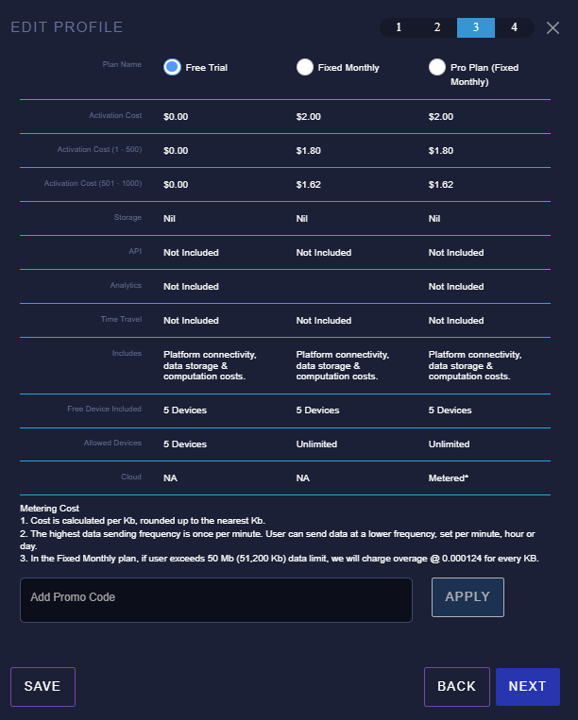 EDIT PROFILE
1 2 3 4
Plan Name Free Trial Fixed Monthly Pro Plan (Fixed
Monthly)
Activation Cost $0.00 $2.00 $2.00
Activation Cost (1 - 500) $0.00 $1.80 $1.80
Activation Cost (501 - 1000) $0.00 $1.62 $1.62
Storage Nil Nil Nil
API Not Included Not Included Not Included
Analytics Not Included Not Included
Time Travel Not Included Not Included Not Included
Includes Platform connectivity, Platform connectivity, Platform connectivity,
data storage & data storage & data storage &
computation costs. computation costs. computation costs.
Free Device Included 5 Devices 5 Devices 5 Devices
Allowed Devices 5 Devices Unlimited Unlimited
Cloud NA NA Metered*
Metering Cost
1. Cost is calculated per Kb, rounded up to the nearest Kb.
2. The highest data sending frequency is once per minute. User can send data at a lower frequency, set per minute, hour or
day.
3. In the Fixed Monthly plan, if user exceeds 50 Mb (51,200 Kb) data limit, we will charge overage @ 0.000124 for every KB.
Add Promo Code APPLY
SAVE BACK NEXT